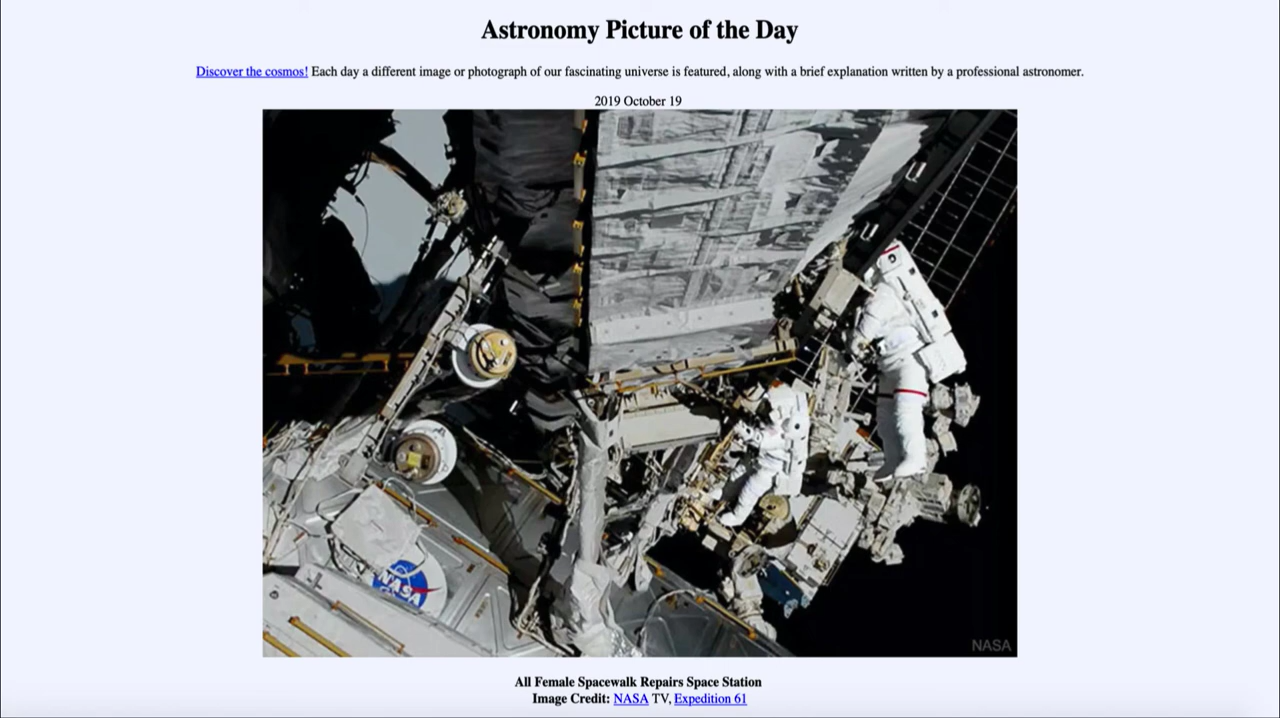 Astronomy Picture of the Day
Discover the cosmos! Each day a different image or photograph of our fascinating universe is featured, along with a brief explanation written by a professional astronomer.
2019 October 19
NASA
NASA
All Female Spacewalk Repairs Space Station
Image Credit: NASA TV, Expedition 61